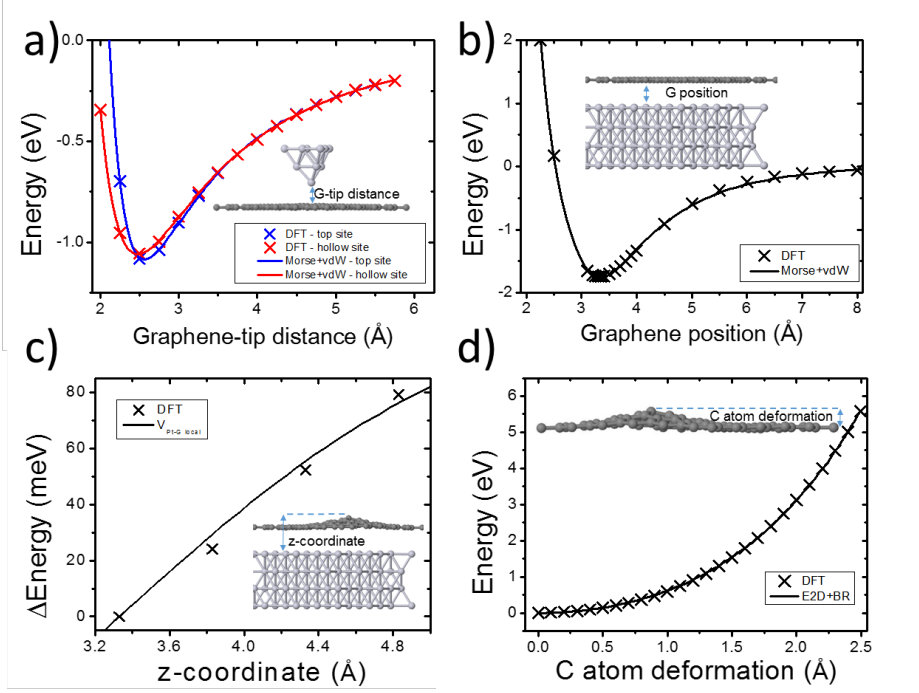 a)
0.0
-0.5
-1.0
Energy (eV)
2
3
4
5
6
Graphene-tip distance (Å)
G-tip distance
DFT - top site
DFT - hollow site
Morse+vdW - top site
Morse+vdW - hollow site
b)
2
1
0
-1
-2
Energy (eV)
2
3
4
5
6
7
8
Graphene position (Å)
G position
DFT
Morse+vdW
c)
80
60
40
20
0
ΔEnergy (meV)
3.2
3.6
4.0
4.4
4.8
z-coordinate (Å)
DFT
V Pt-G local
z-coordinate
d)
6
5
4
3
2
1
0
Energy (eV)
0.0
0.5
1.0
1.5
2.0
2.5
C atom deformation (Å)
C atom deformation
DFT
E2D+BR